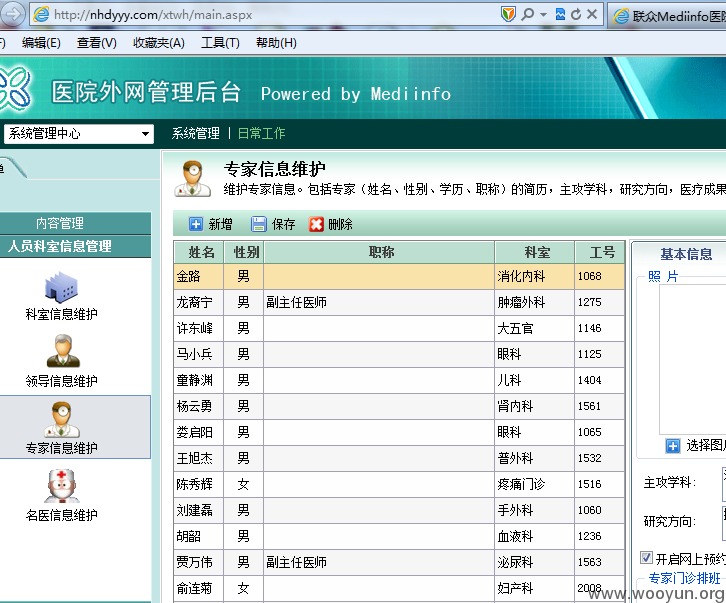 http://nhdyyy.com/xtwh/main.aspx
联众Mediinfo医院
编辑(E) 查看(V) 收藏夹(A) 工具(T) 帮助(H)
医院外网管理后台 Powered by Mediinfo
系统管理中心 系统管理 | 日常工作
专家信息维护
维护专家信息。包括专家（姓名、性别、学历、职称）的简历，主攻学科，研究方向，医疗成果
内容管理
人员科室信息管理
科室信息维护
领导信息维护
专家信息维护
名医信息维护
新增 保存 删除
姓名 性别 职称 科室 工号
金路 男 消化内科 1068
龙裔宁 男 副主任医师 肿瘤外科 1275
许东峰 男 大五官 1146
马小兵 男 眼科 1125
童静渊 男 儿科 1404
杨云勇 男 肾内科 1561
娄启阳 男 眼科 1065
王旭杰 男 普外科 1532
陈秀辉 女 疼痛门诊 1516
刘建磊 男 手外科 1060
胡韶 男 血液科 1236
贾万伟 男 副主任医师 泌尿科 1563
俞连菊 女 妇产科 2008
基本信息
照 片
选择图
主攻学科:
研究方向:
开启网上预约
专家门诊排班
www.wooyun.org